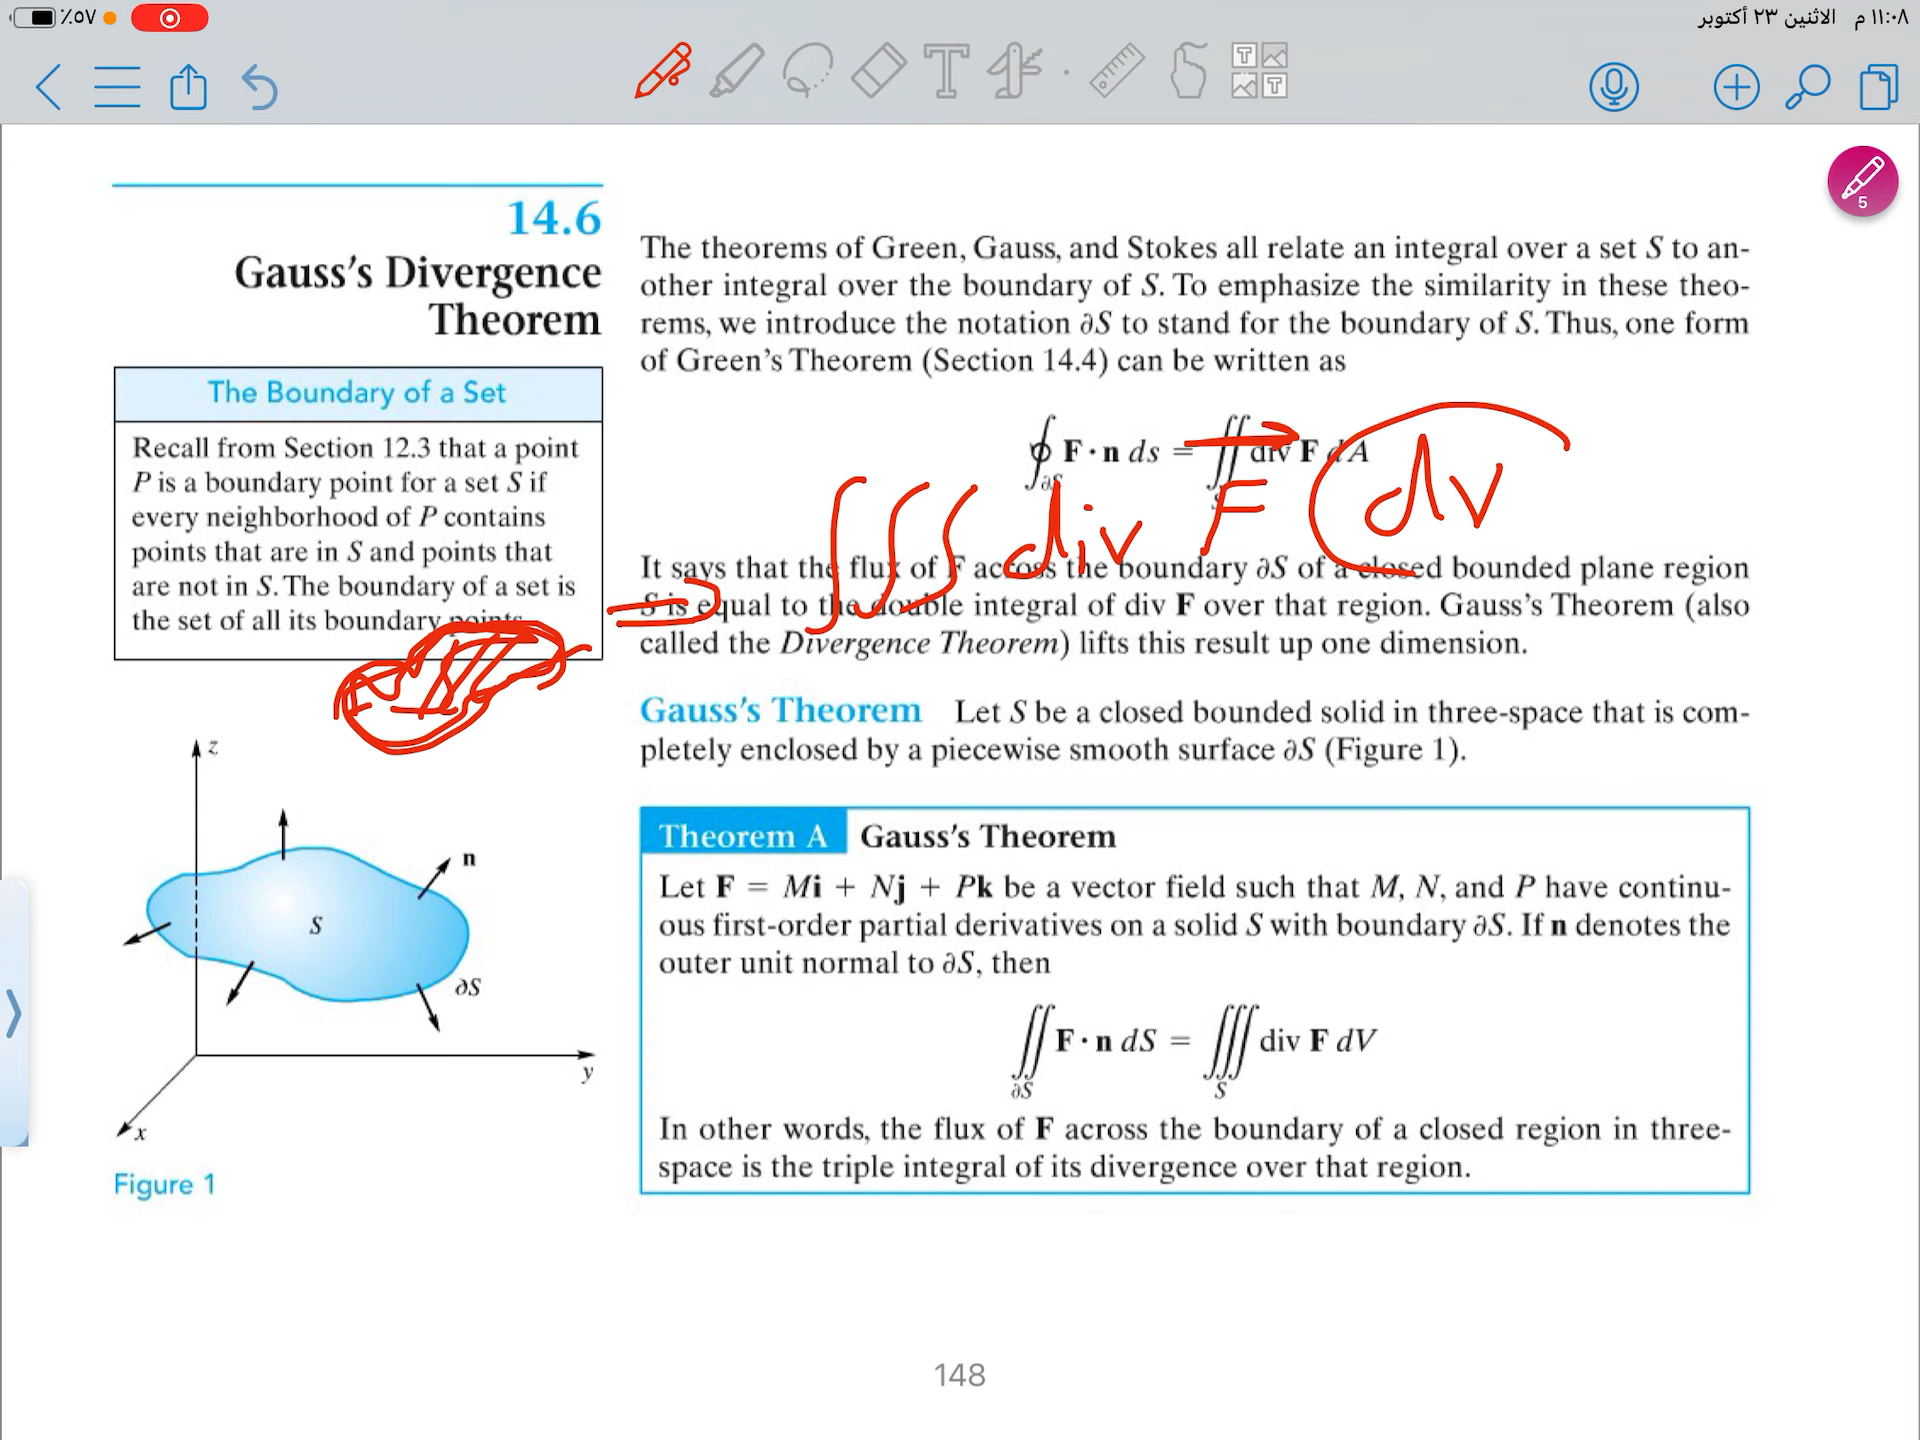 ٪٥٧
١١:٠٨ م الاثنين ٢٣ أكتوبر
5
14.6
Gauss's Divergence
Theorem
The Boundary of a Set
Recall from Section 12.3 that a point
P is a boundary point for a set S if
every neighborhood of P contains
points that are in S and points that
are not in S. The boundary of a set is
the set of all its boundary points.
z
n
S
∂S
y
x
Figure 1
The theorems of Green, Gauss, and Stokes all relate an integral over a set S to an-
other integral over the boundary of S. To emphasize the similarity in these theo-
rems, we introduce the notation ∂S to stand for the boundary of S. Thus, one form
of Green's Theorem (Section 14.4) can be written as
∮∂S F · n ds = ∬S div F dA
∭ div F dv
It says that the flux of F across the boundary ∂S of a closed bounded plane region
S is equal to the double integral of div F over that region. Gauss's Theorem (also
called the Divergence Theorem) lifts this result up one dimension.
Gauss's Theorem Let S be a closed bounded solid in three-space that is com-
pletely enclosed by a piecewise smooth surface ∂S (Figure 1).
Theorem A Gauss's Theorem
Let F = Mi + Nj + Pk be a vector field such that M, N, and P have continu-
ous first-order partial derivatives on a solid S with boundary ∂S. If n denotes the
outer unit normal to ∂S, then
∬∂S F · n dS = ∭S div F dV
In other words, the flux of F across the boundary of a closed region in three-
space is the triple integral of its divergence over that region.
148